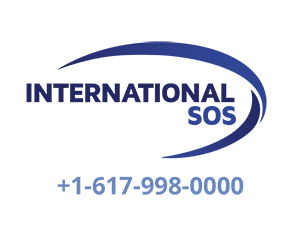 INTERNATIONAL
SOS
+1-617-998-0000